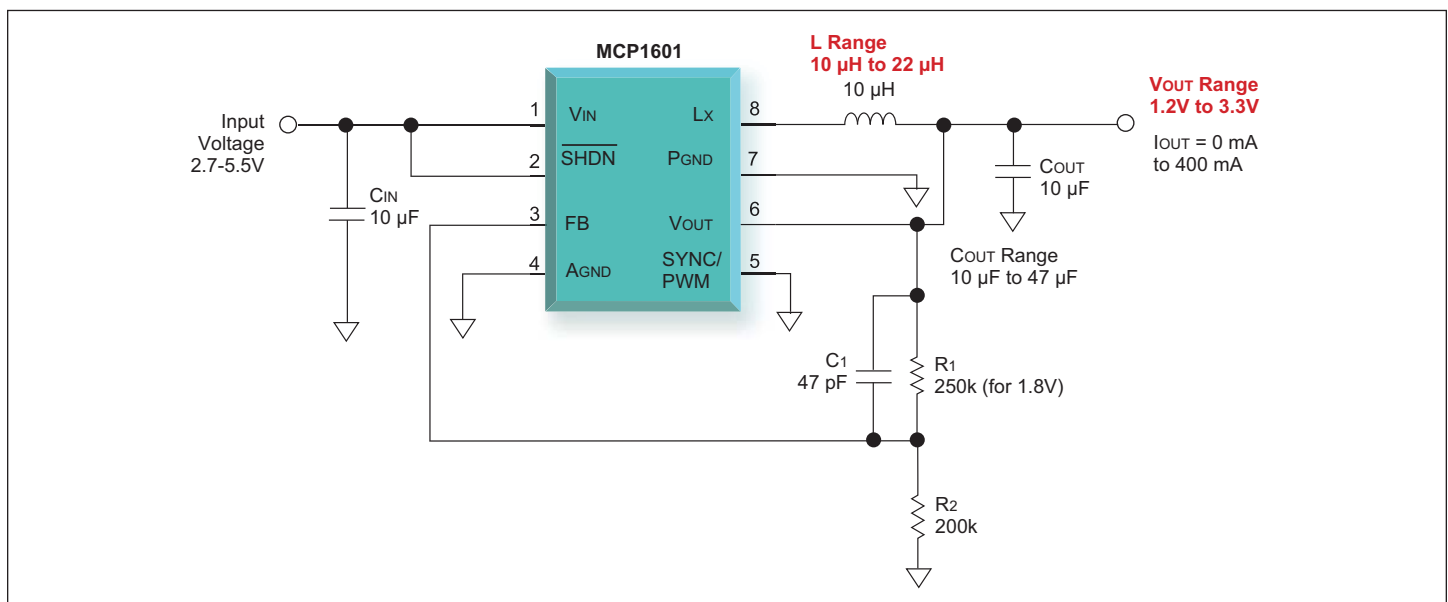 MCP1601
L Range
10 µH to 22 µH
10 µH
VOUT Range
1.2V to 3.3V
IOUT = 0 mA
to 400 mA
Input
Voltage
2.7-5.5V
CIN
10 µF
1
VIN
2
SHDN
3
FB
4
AGND
LX
8
PGND
7
VOUT
6
SYNC/
PWM
5
COUT
10 µF
COUT Range
10 µF to 47 µF
C1
47 pF
R1
250k (for 1.8V)
R2
200k